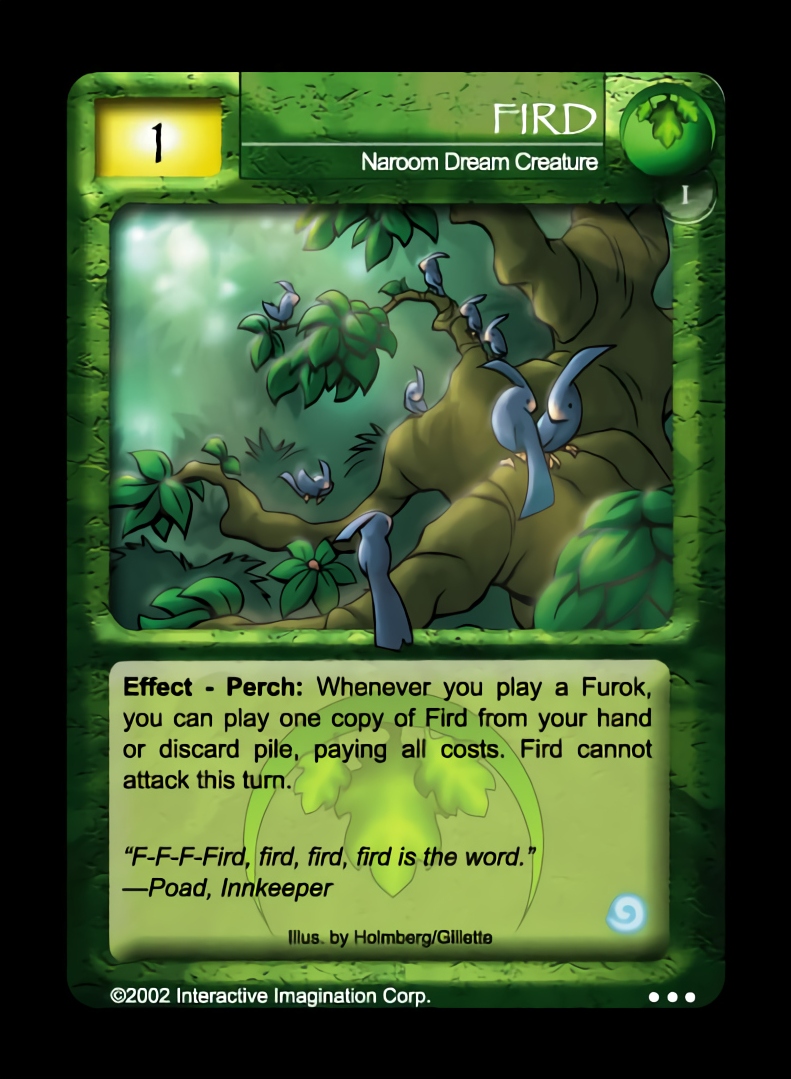 1
FIRD
Naroom Dream Creature
I
Effect - Perch: Whenever you play a Furok,
you can play one copy of Fird from your hand
or discard pile, paying all costs. Fird cannot
attack this turn.
“F-F-F-Fird, fird, fird, fird is the word.”
—Poad, Innkeeper
Illus. by Holmberg/Gillette
©2002 Interactive Imagination Corp.